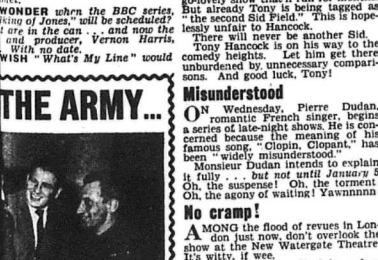 WONDER when the BBC series,
king of Jones," will be scheduled?
are in the can . . and now the
and producer, Vernon Harris,
With no date.
WISH "What's My Line" would
THE ARMY...
But already Tony is being tagged as
"the second Sid Field." This is hope-
lessly unfair to Hancock.
There will never be another Sid.
Tony Hancock is on his way to the
comedy heights. Let him get there
unburdened by unnecessary compari-
sons. And good luck, Tony!
Misunderstood
ON Wednesday, Pierre Dudan,
romantic French singer, begins
a series of late-night shows. He is con-
cerned because the meaning of his
famous song, "Clopin, Clopant," has
been "widely misunderstood."
Monsieur Dudan intends to explain
it fully . . . but not until January 5
Oh, the suspense! Oh, the torment
Oh, the agony of waiting! Yawnnnnn
No cramp!
AMONG the flood of revues in Lon-
don just now, don't overlook the
show at the New Watergate Theatre
It's witty, if wee.